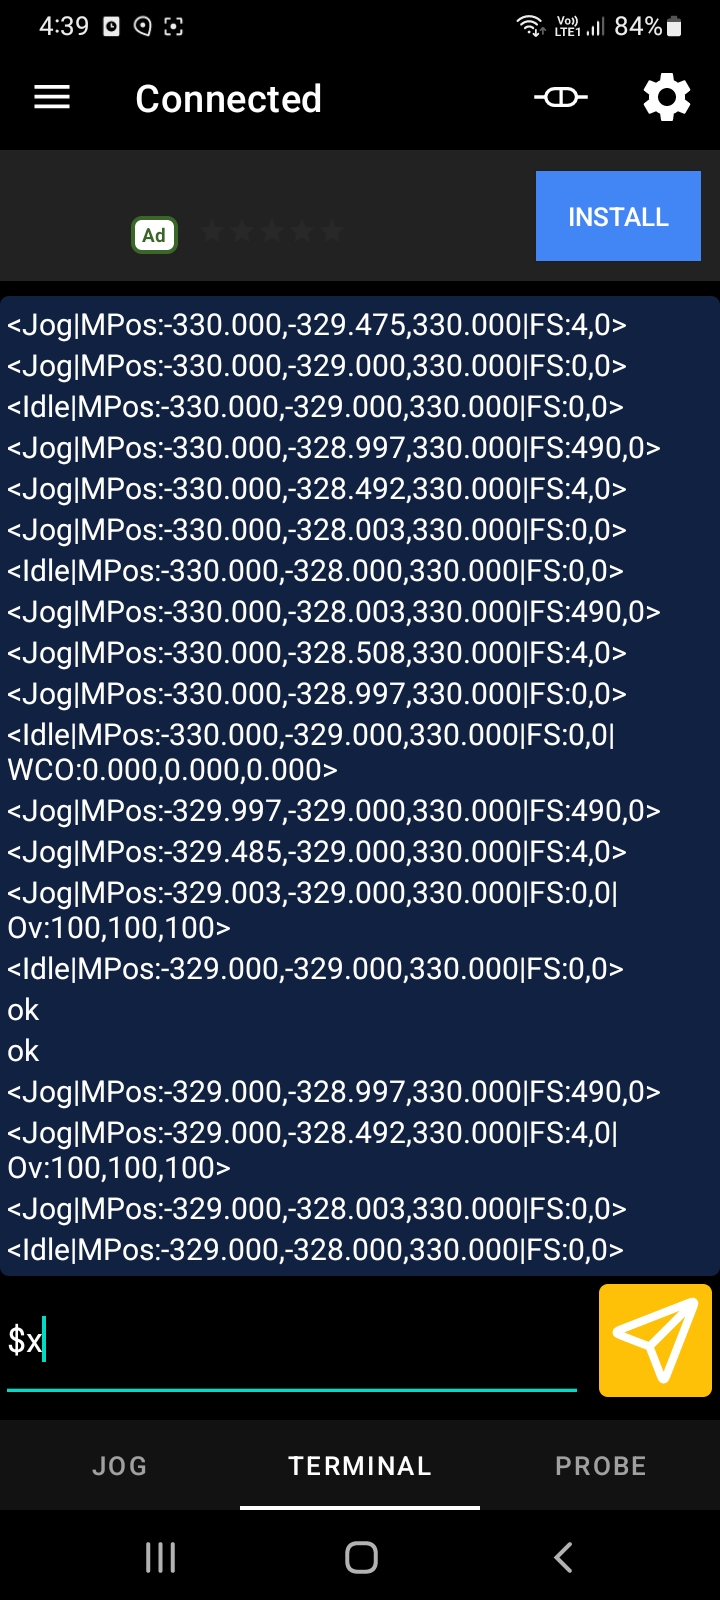 4:39
Vo)) LTE1 84%
Connected
Ad
INSTALL
<Jog|MPos:-330.000,-329.475,330.000|FS:4,0>
<Jog|MPos:-330.000,-329.000,330.000|FS:0,0>
<Idle|MPos:-330.000,-329.000,330.000|FS:0,0>
<Jog|MPos:-330.000,-328.997,330.000|FS:490,0>
<Jog|MPos:-330.000,-328.492,330.000|FS:4,0>
<Jog|MPos:-330.000,-328.003,330.000|FS:0,0>
<Idle|MPos:-330.000,-328.000,330.000|FS:0,0>
<Jog|MPos:-330.000,-328.003,330.000|FS:490,0>
<Jog|MPos:-330.000,-328.508,330.000|FS:4,0>
<Jog|MPos:-330.000,-328.997,330.000|FS:0,0>
<Idle|MPos:-330.000,-329.000,330.000|FS:0,0|
WCO:0.000,0.000,0.000>
<Jog|MPos:-329.997,-329.000,330.000|FS:490,0>
<Jog|MPos:-329.485,-329.000,330.000|FS:4,0>
<Jog|MPos:-329.003,-329.000,330.000|FS:0,0|
Ov:100,100,100>
<Idle|MPos:-329.000,-329.000,330.000|FS:0,0>
ok
ok
<Jog|MPos:-329.000,-328.997,330.000|FS:490,0>
<Jog|MPos:-329.000,-328.492,330.000|FS:4,0|
Ov:100,100,100>
<Jog|MPos:-329.000,-328.003,330.000|FS:0,0>
<Idle|MPos:-329.000,-328.000,330.000|FS:0,0>
$x
JOG
TERMINAL
PROBE